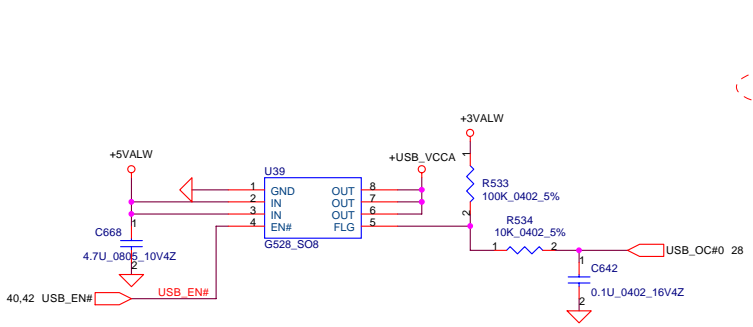 +3VALW
+5VALW
+USB_VCCA
U39
1 GND OUT 8
2 IN OUT 7
3 IN OUT 6
4 EN# FLG 5
G528_SO8
1
R533
100K_0402_5%
2
R534
10K_0402_5%
1 2
USB_OC#0 28
1
C668
4.7U_0805_10V4Z
2
1
C642
0.1U_0402_16V4Z
2
40,42 USB_EN#
USB_EN#